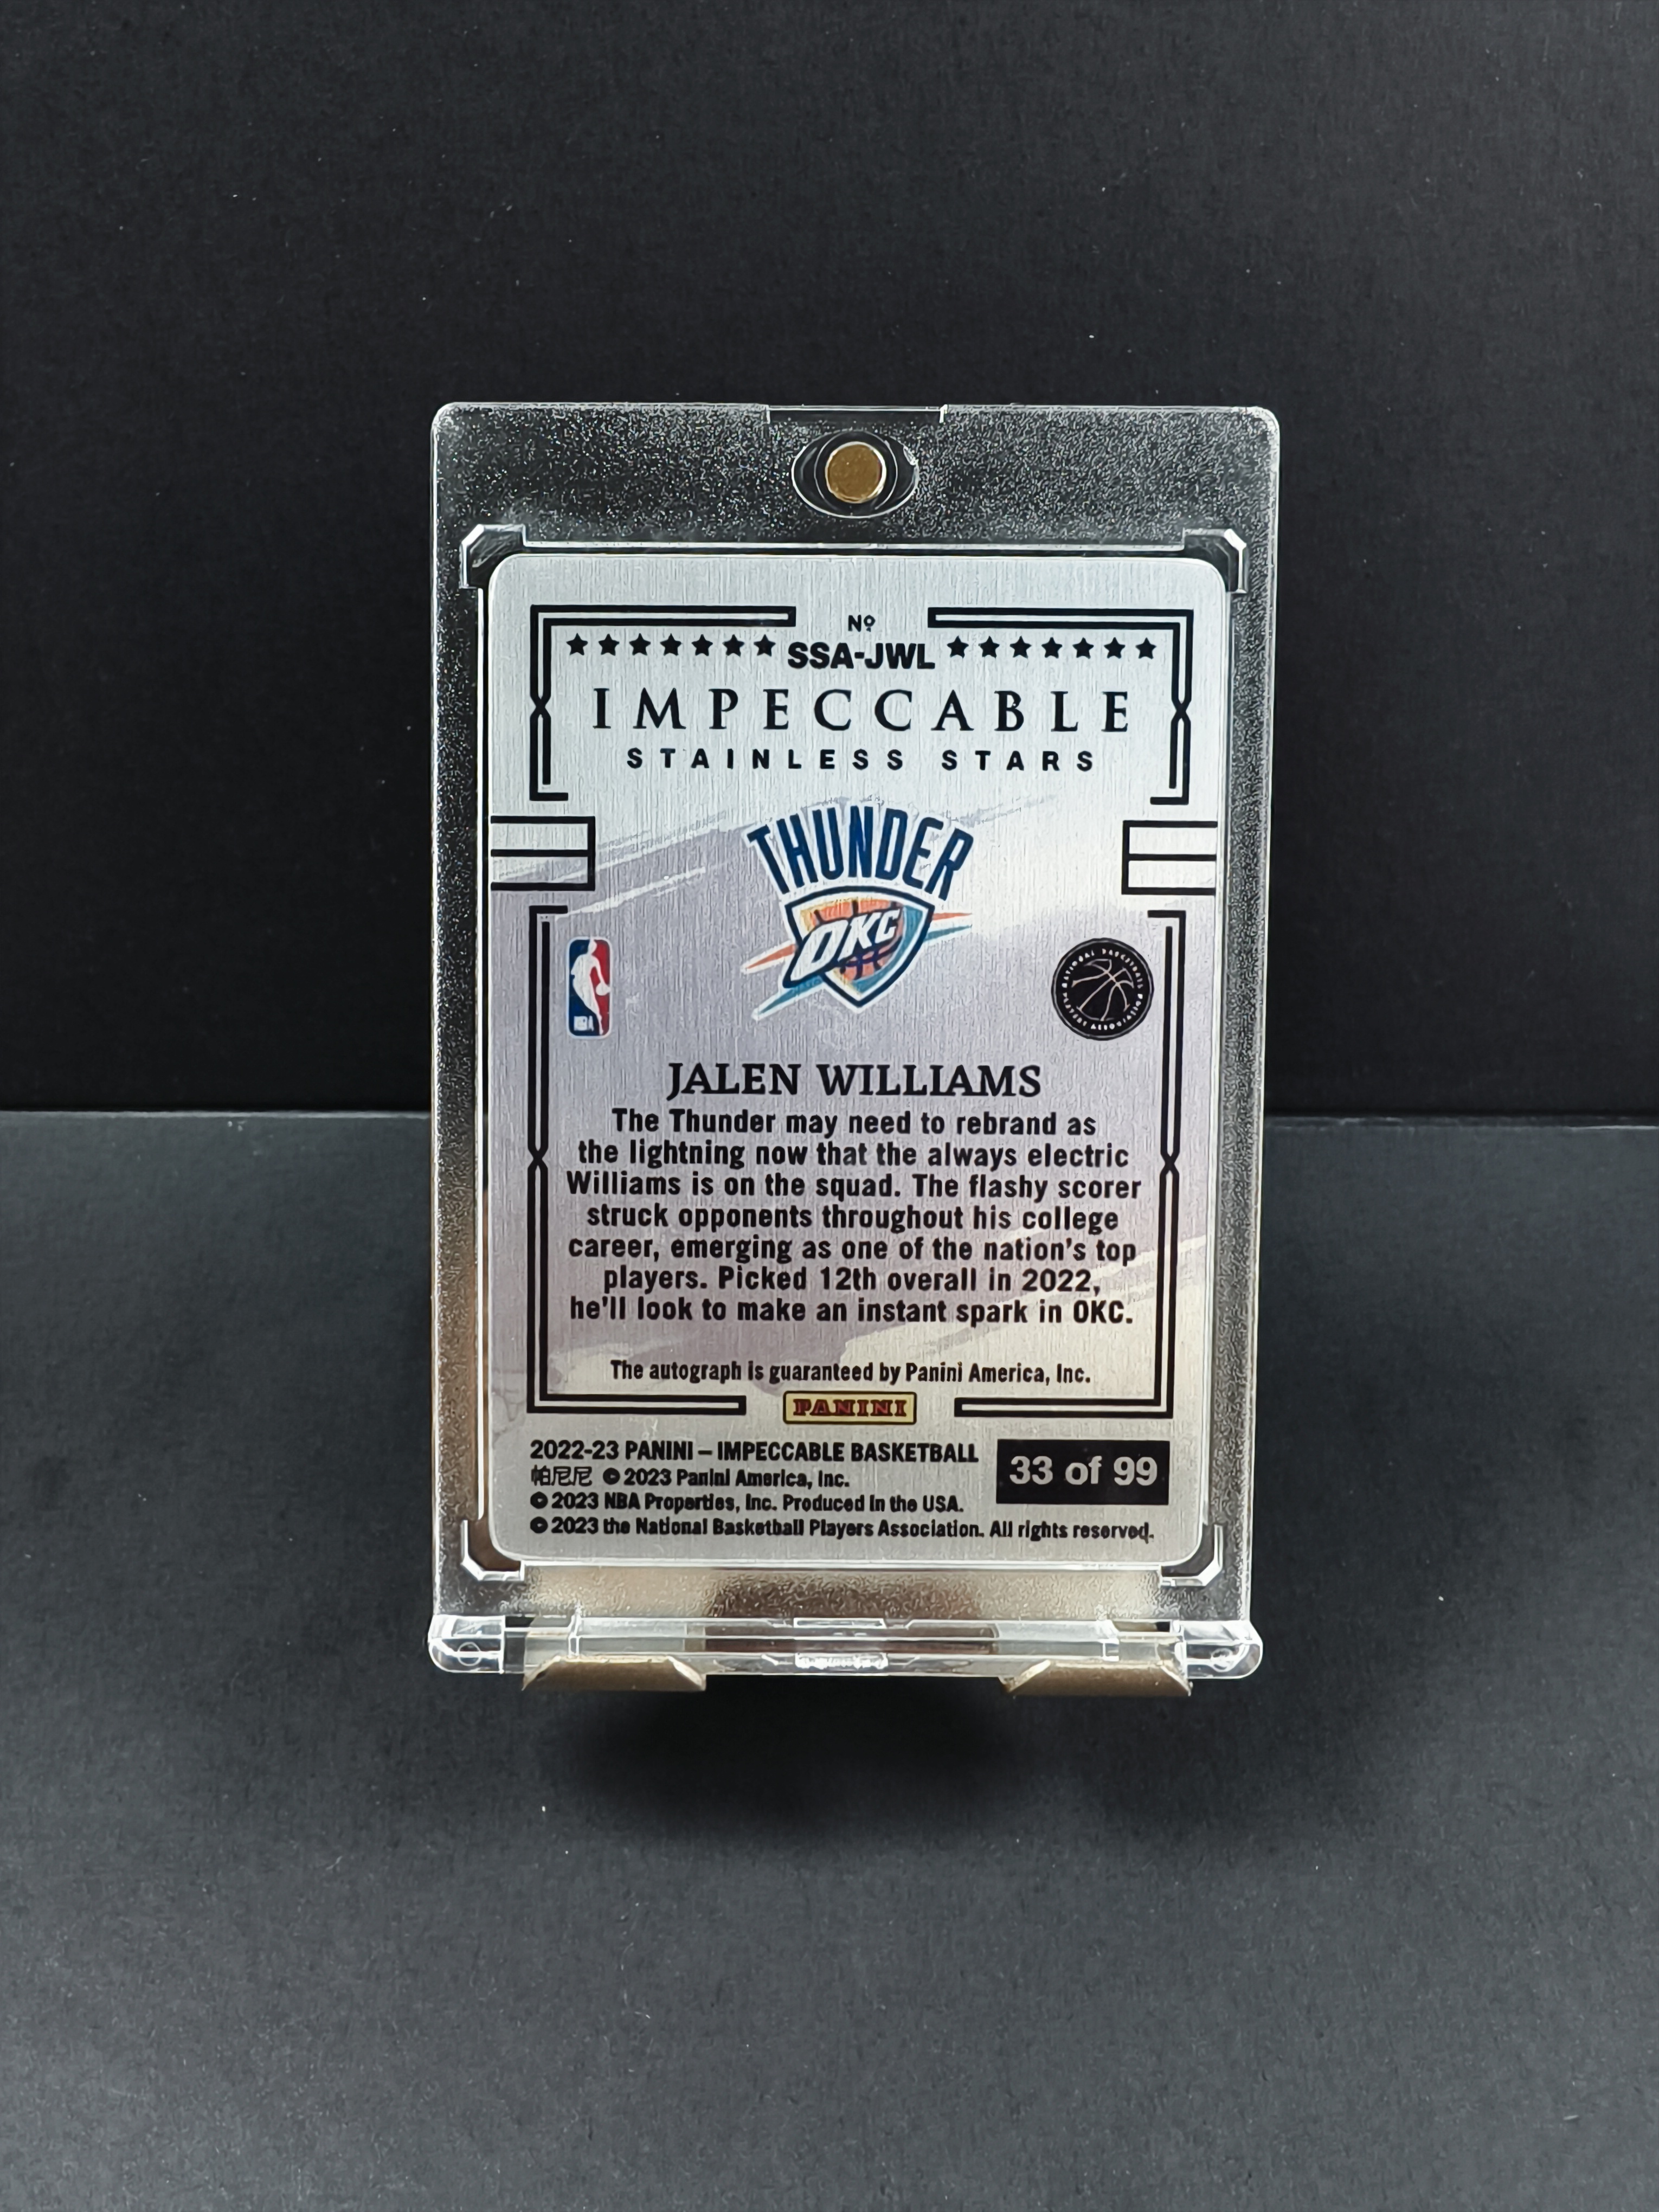 Nº
SSA-JWL
IMPECCABLE
STAINLESS STARS
THUNDER
OKC
NBA
NATIONAL BASKETBALL PLAYERS ASSOCIATION
JALEN WILLIAMS
The Thunder may need to rebrand as
the lightning now that the always electric
Williams is on the squad. The flashy scorer
struck opponents throughout his college
career, emerging as one of the nation's top
players. Picked 12th overall in 2022,
he'll look to make an instant spark in OKC.
The autograph is guaranteed by Panini America, Inc.
PANINI
2022-23 PANINI – IMPECCABLE BASKETBALL
33 of 99
帕尼尼 © 2023 Panini America, Inc.
© 2023 NBA Properties, Inc. Produced in the USA.
© 2023 the National Basketball Players Association. All rights reserved.